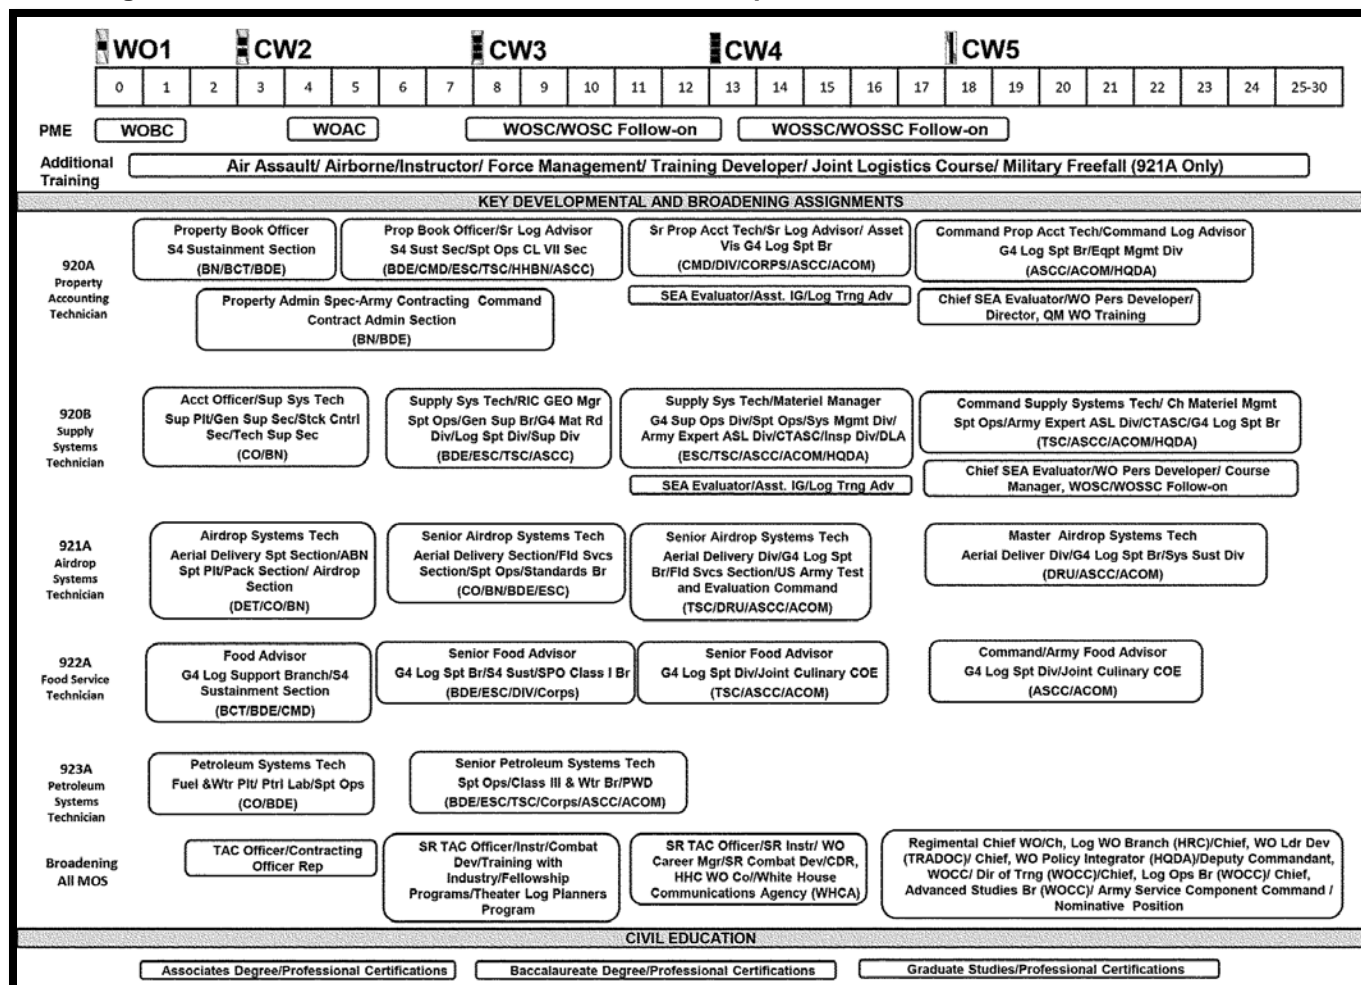 WO1 CW2 CW3 CW4 CW5
0 1 2 3 4 5 6 7 8 9 10 11 12 13 14 15 16 17 18 19 20 21 22 23 24 25-30
PME WOBC WOAC WOSC/WOSC Follow-on WOSSC/WOSSC Follow-on
Additional
Training
Air Assault/ Airborne/Instructor/ Force Management/ Training Developer/ Joint Logistics Course/ Military Freefall (921A Only)
KEY DEVELOPMENTAL AND BROADENING ASSIGNMENTS
920A
Property
Accounting
Technician
Property Book Officer
S4 Sustainment Section
(BN/BCT/BDE)
Prop Book Officer/Sr Log Advisor
S4 Sust Sec/Spt Ops CL VII Sec
(BDE/CMD/ESC/TSC/HHBN/ASCC)
Sr Prop Acct Tech/Sr Log Advisor/ Asset
Vis G4 Log Spt Br
(CMD/DIV/CORPS/ASCC/ACOM)
Command Prop Acct Tech/Command Log Advisor
G4 Log Spt Br/Eqpt Mgmt Div
(ASCC/ACOM/HQDA)
Property Admin Spec-Army Contracting Command
Contract Admin Section
(BN/BDE)
SEA Evaluator/Asst. IG/Log Trng Adv
Chief SEA Evaluator/WO Pers Developer/
Director, QM WO Training
920B
Supply
Systems
Technician
Acct Officer/Sup Sys Tech
Sup Plt/Gen Sup Sec/Stck Cntrl
Sec/Tech Sup Sec
(CO/BN)
Supply Sys Tech/RIC GEO Mgr
Spt Ops/Gen Sup Br/G4 Mat Rd
Div/Log Spt Div/Sup Div
(BDE/ESC/TSC/ASCC)
Supply Sys Tech/Materiel Manager
G4 Sup Ops Div/Spt Ops/Sys Mgmt Div/
Army Expert ASL Div/CTASC/Insp Div/DLA
(ESC/TSC/ASCC/ACOM/HQDA)
Command Supply Systems Tech/ Ch Materiel Mgmt
Spt Ops/Army Expert ASL Div/CTASC/G4 Log Spt Br
(TSC/ASCC/ACOM/HQDA)
SEA Evaluator/Asst. IG/Log Trng Adv
Chief SEA Evaluator/WO Pers Developer/ Course
Manager, WOSC/WOSSC Follow-on
921A
Airdrop
Systems
Technician
Airdrop Systems Tech
Aerial Delivery Spt Section/ABN
Spt Plt/Pack Section/ Airdrop
Section
(DET/CO/BN)
Senior Airdrop Systems Tech
Aerial Delivery Section/Fld Svcs
Section/Spt Ops/Standards Br
(CO/BN/BDE/ESC)
Senior Airdrop Systems Tech
Aerial Delivery Div/G4 Log Spt
Br/Fld Svcs Section/US Army Test
and Evaluation Command
(TSC/DRU/ASCC/ACOM)
Master Airdrop Systems Tech
Aerial Deliver Div/G4 Log Spt Br/Sys Sust Div
(DRU/ASCC/ACOM)
922A
Food Service
Technician
Food Advisor
G4 Log Support Branch/S4
Sustainment Section
(BCT/BDE/CMD)
Senior Food Advisor
G4 Log Spt Br/S4 Sust/SPO Class I Br
(BDE/ESC/DIV/Corps)
Senior Food Advisor
G4 Log Spt Div/Joint Culinary COE
(TSC/ASCC/ACOM)
Command/Army Food Advisor
G4 Log Spt Div/Joint Culinary COE
(ASCC/ACOM)
923A
Petroleum
Systems
Technician
Petroleum Systems Tech
Fuel &Wtr Plt/ Ptrl Lab/Spt Ops
(CO/BDE)
Senior Petroleum Systems Tech
Spt Ops/Class III & Wtr Br/PWD
(BDE/ESC/TSC/Corps/ASCC/ACOM)
Broadening
All MOS
TAC Officer/Contracting
Officer Rep
SR TAC Officer/Instr/Combat
Dev/Training with
Industry/Fellowship
Programs/Theater Log Planners
Program
SR TAC Officer/SR Instr/ WO
Career Mgr/SR Combat Dev/CDR,
HHC WO Co//White House
Communications Agency (WHCA)
Regimental Chief WO/Ch, Log WO Branch (HRC)/Chief, WO Ldr Dev
(TRADOC)/ Chief, WO Policy Integrator (HQDA)/Deputy Commandant,
WOCC/ Dir of Trng (WOCC)/Chief, Log Ops Br (WOCC)/ Chief,
Advanced Studies Br (WOCC)/ Army Service Component Command /
Nominative Position
CIVIL EDUCATION
Associates Degree/Professional Certifications
Baccalaureate Degree/Professional Certifications
Graduate Studies/Professional Certifications